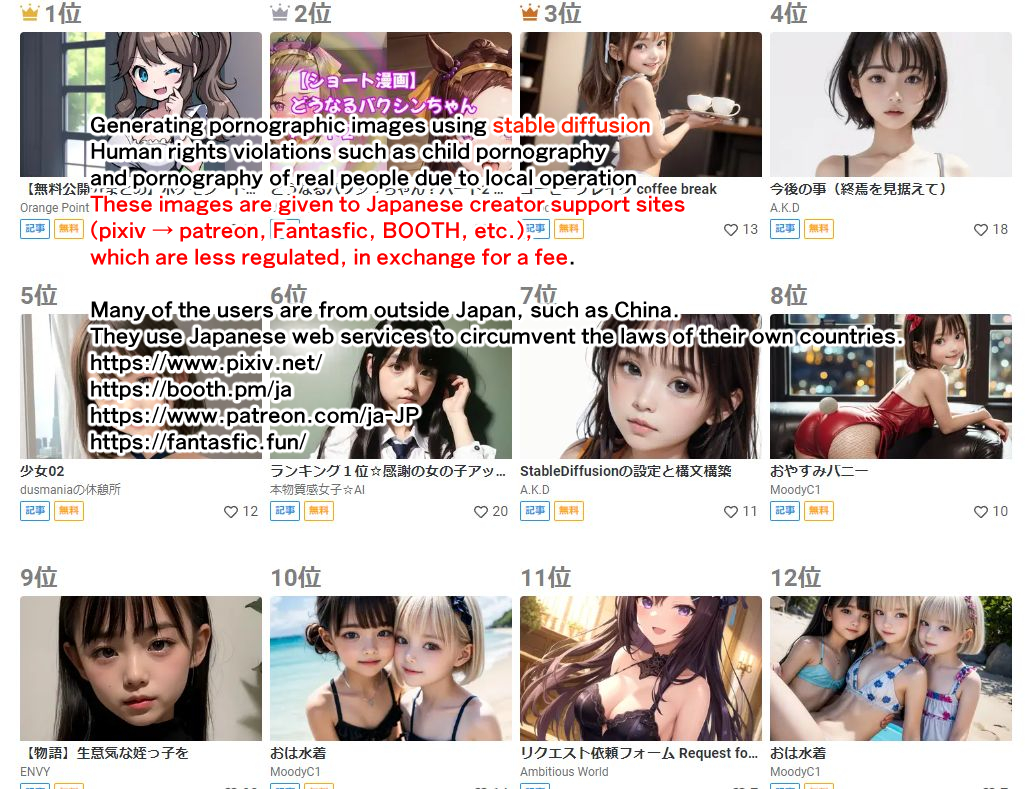 1位
2位
3位
4位
【ショート漫画】
どうなるバクシンちゃん
Generating pornographic images using stable diffusion
Human rights violations such as child pornography
and pornography of real people due to local operation
These images are given to Japanese creator support sites
(pixiv → patreon, Fantasfic, BOOTH, etc.),
which are less regulated, in exchange for a fee.
【無料公開
coffee break
今後の事（終焉を見据えて）
Orange Point
A.K.D
記事 無料
記事 無料
記事 無料
13
18
5位
6位
7位
8位
Many of the users are from outside Japan, such as China.
They use Japanese web services to circumvent the laws of their own countries.
https://www.pixiv.net/
https://booth.pm/ja
https://www.patreon.com/ja-JP
https://fantasfic.fun/
少女02
ランキング１位☆感謝の女の子アッ...
StableDiffusionの設定と構文構築
おやすみバニー
dusmaniaの休憩所
本物質感女子☆AI
A.K.D
MoodyC1
記事 無料 12
記事 無料 20
記事 無料 11
記事 無料 10
9位
10位
11位
12位
【物語】生意気な姪っ子を
おは水着
リクエスト依頼フォーム Request fo...
おは水着
ENVY
MoodyC1
Ambitious World
MoodyC1